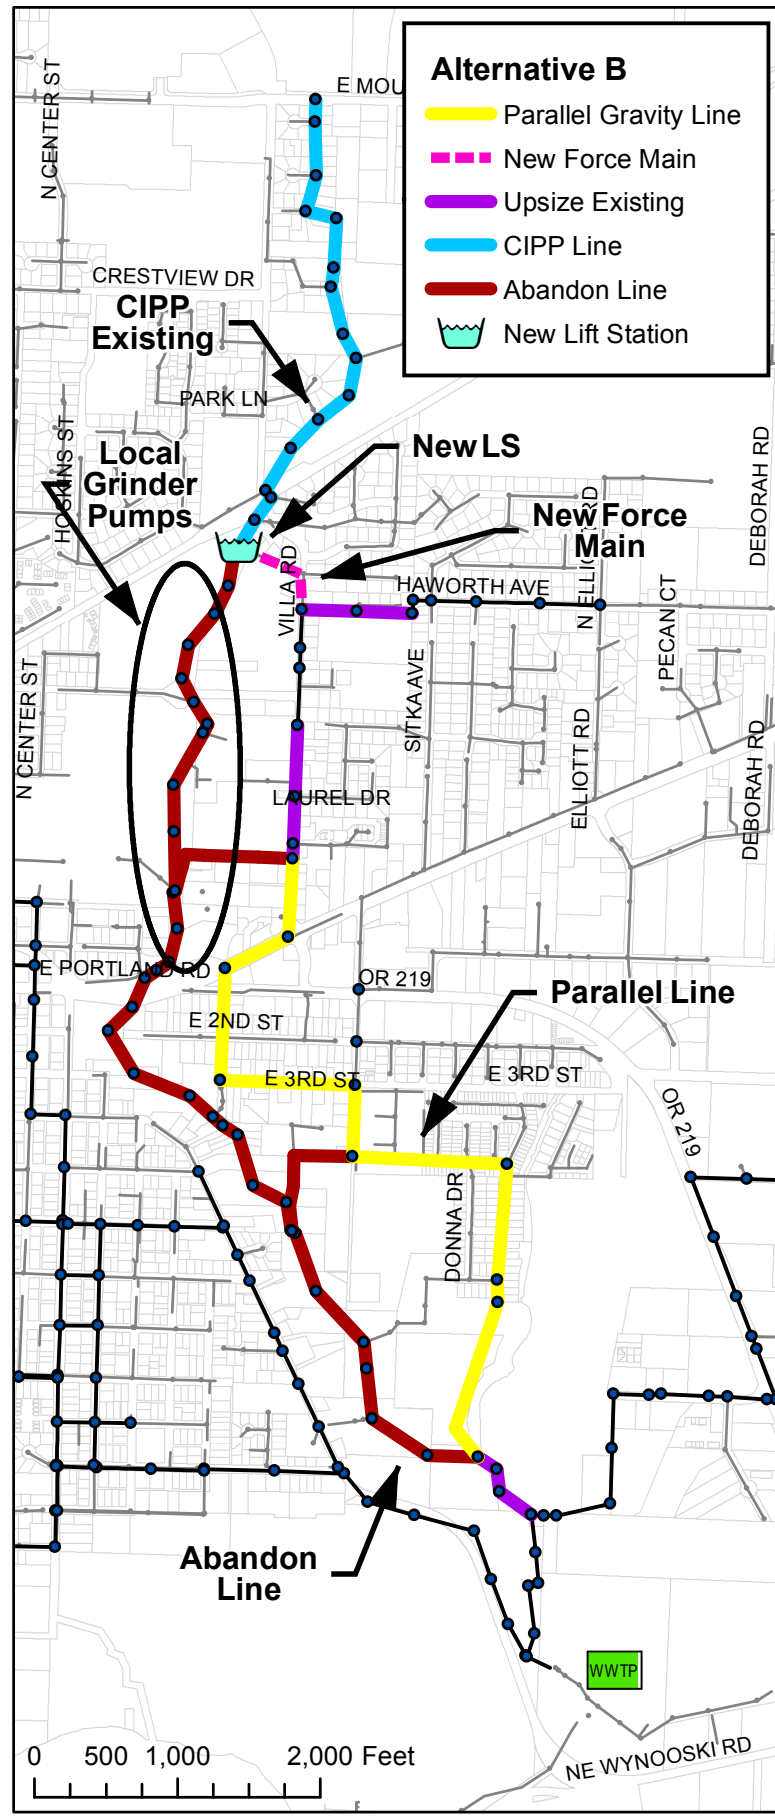 E MOU
Alternative B
Parallel Gravity Line
New Force Main
Upsize Existing
CIPP Line
Abandon Line
New Lift Station
N CENTER ST
CRESTVIEW DR
CIPP
Existing
PARK LN
HOSKINS ST
Local
Grinder
Pumps
New LS
DEBORAH RD
New Force
Main
N ELLIOTT RD
VILLA RD
HAWORTH AVE
PECAN CT
N CENTER ST
SITKA AVE
ELLIOTT RD
DEBORAH RD
LAUREL DR
E PORTLAND RD
OR 219
Parallel Line
E 2ND ST
E 3RD ST
E 3RD ST
OR 219
DONNA DR
Abandon
Line
WWTP
NE WYNOOSKI RD
0 500 1,000 2,000 Feet